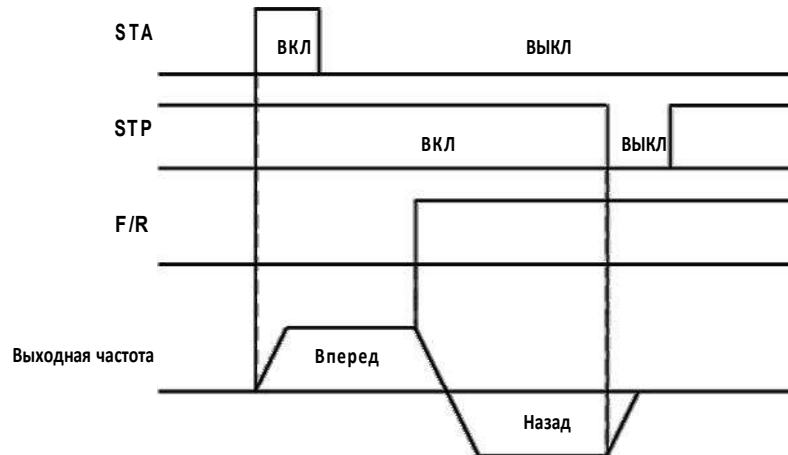 STA
ВКЛ
ВЫКЛ
STP
ВКЛ
ВЫКЛ
F/R
Выходная частота
Вперед
Назад